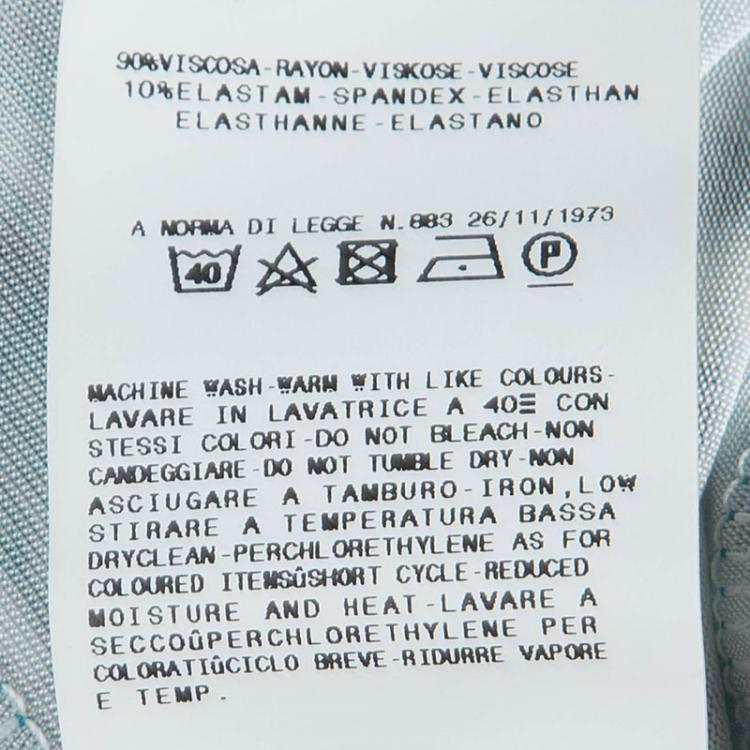 90%VISCOSA-RAYON-VISKOSE-VISCOSE
10%ELASTAM-SPANDEX-ELASTHAN
ELASTHANNE-ELASTANO
A NORMA DI LEGGE N.883 26/11/1973
40 P
MACHINE WASH-WARM WITH LIKE COLOURS-
LAVARE IN LAVATRICE A 40Ξ CON
STESSI COLORI-DO NOT BLEACH-NON
CANDEGGIARE-DO NOT TUMBLE DRY-NON
ASCIUGARE A TAMBURO-IRON,LOW
STIRARE A TEMPERATURA BASSA
DRYCLEAN-PERCHLORETHYLENE AS FOR
COLOURED ITEMSûSHORT CYCLE-REDUCED
MOISTURE AND HEAT-LAVARE A
SECCOûPERCHLORETHYLENE PER
COLORATIûCICLO BREVE-RIDURRE VAPORE
E TEMP.